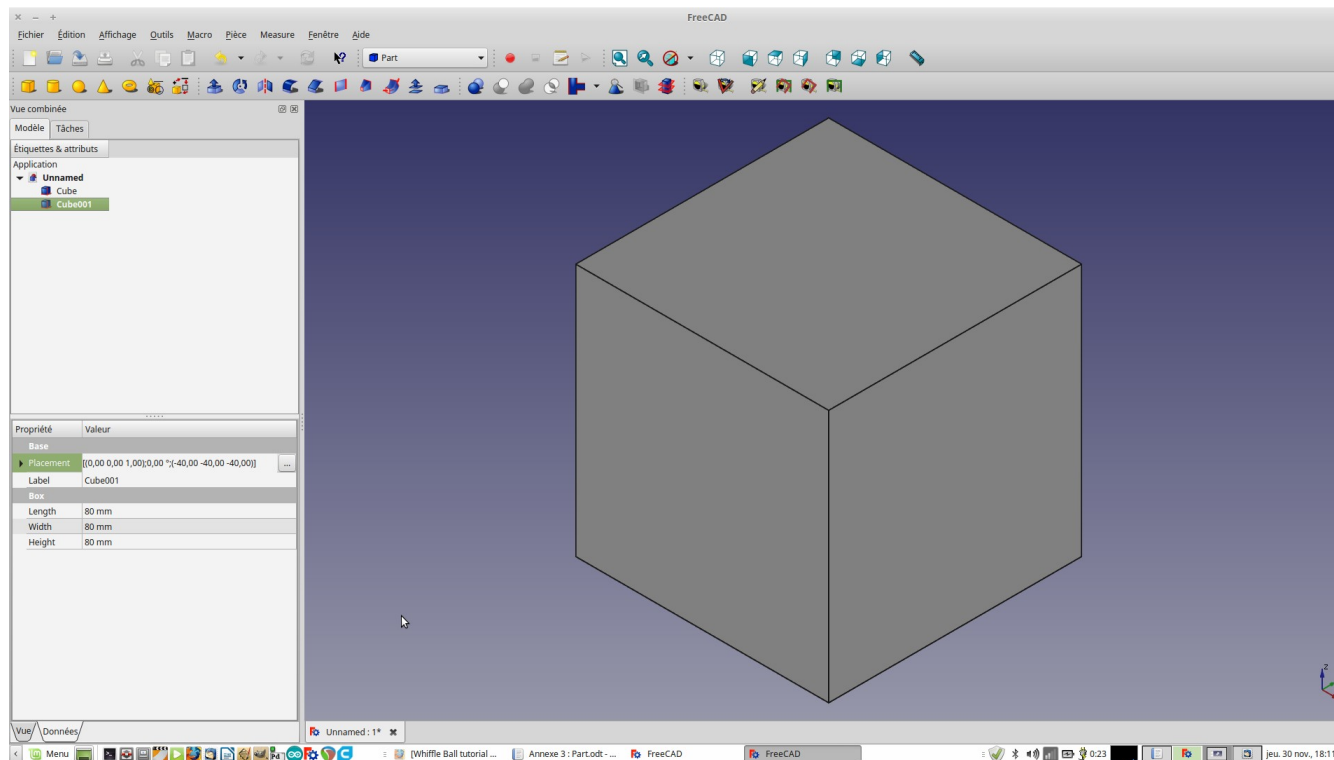 FreeCAD
Fichier Édition Affichage Outils Macro Pièce Measure Fenêtre Aide
Part
Vue combinée
Modèle Tâches
Étiquettes & attributs
Application
Unnamed
Cube
Cube001
Propriété Valeur
Base
Placement [(0,00 0,00 1,00);0,00 °;(-40,00 -40,00 -40,00)] ...
Label Cube001
Box
Length 80 mm
Width 80 mm
Height 80 mm
Z
Vue Données
Unnamed : 1*
Menu [Whiffle Ball tutorial ... Annexe 3 : Part.odt - ... FreeCAD FreeCAD 0:23 jeu. 30 nov., 18:11